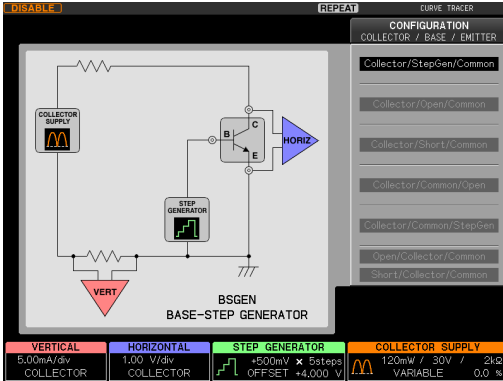 DISABLE
REPEAT
CURVE TRACER
CONFIGURATION
COLLECTOR / BASE / EMITTER
Collector/StepGen/Common
Collector/Open/Common
Collector/Short/Common
Collector/Common/Open
Collector/Common/StepGen
Open/Collector/Common
Short/Collector/Common
COLLECTOR
SUPPLY
C
B
E
HORIZ
STEP
GENERATOR
VERT
BSGEN
BASE-STEP GENERATOR
VERTICAL
5.00mA/div
COLLECTOR
HORIZONTAL
1.00 V/div
COLLECTOR
STEP GENERATOR
+500mV × 5steps
OFFSET +4.000 V
COLLECTOR SUPPLY
120mW / 30V / 2kΩ
VARIABLE 0.0 %